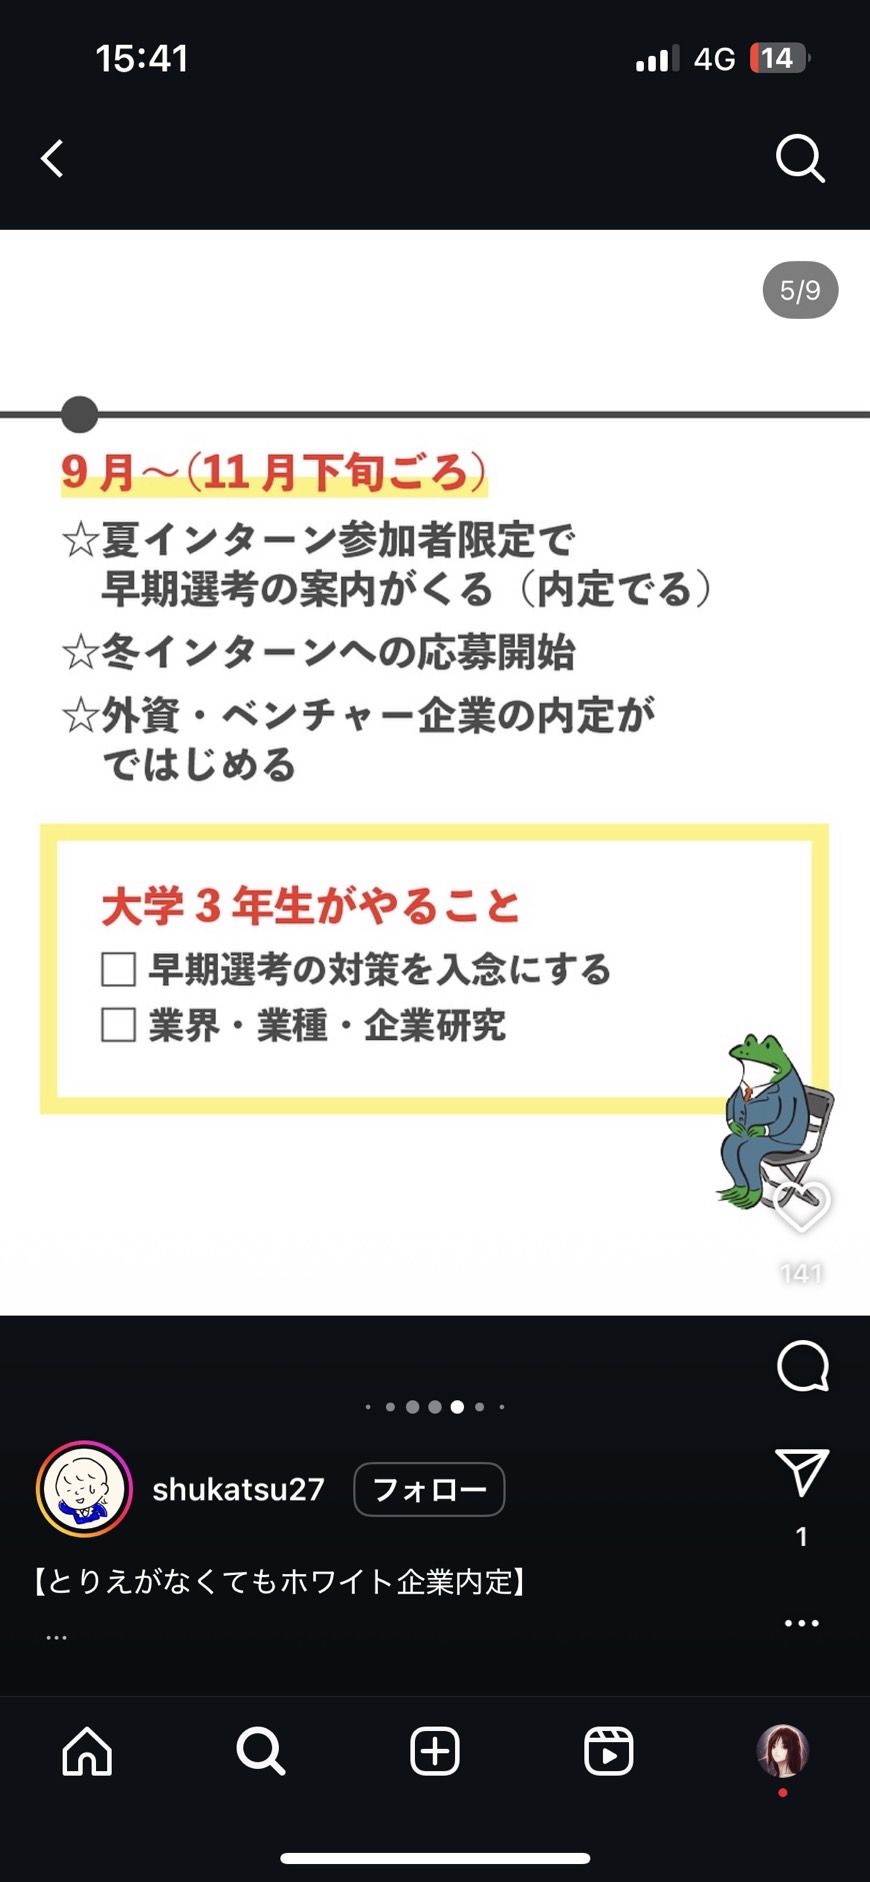 15:41
4G 14
5/9
9月～（11月下旬ごろ）
☆夏インターン参加者限定で
早期選考の案内がくる（内定でる）
☆冬インターンへの応募開始
☆外資・ベンチャー企業の内定が
ではじめる
大学3年生がやること
□ 早期選考の対策を入念にする
□ 業界・業種・企業研究
141
shukatsu27 フォロー
1
【とりえがなくてもホワイト企業内定】
...